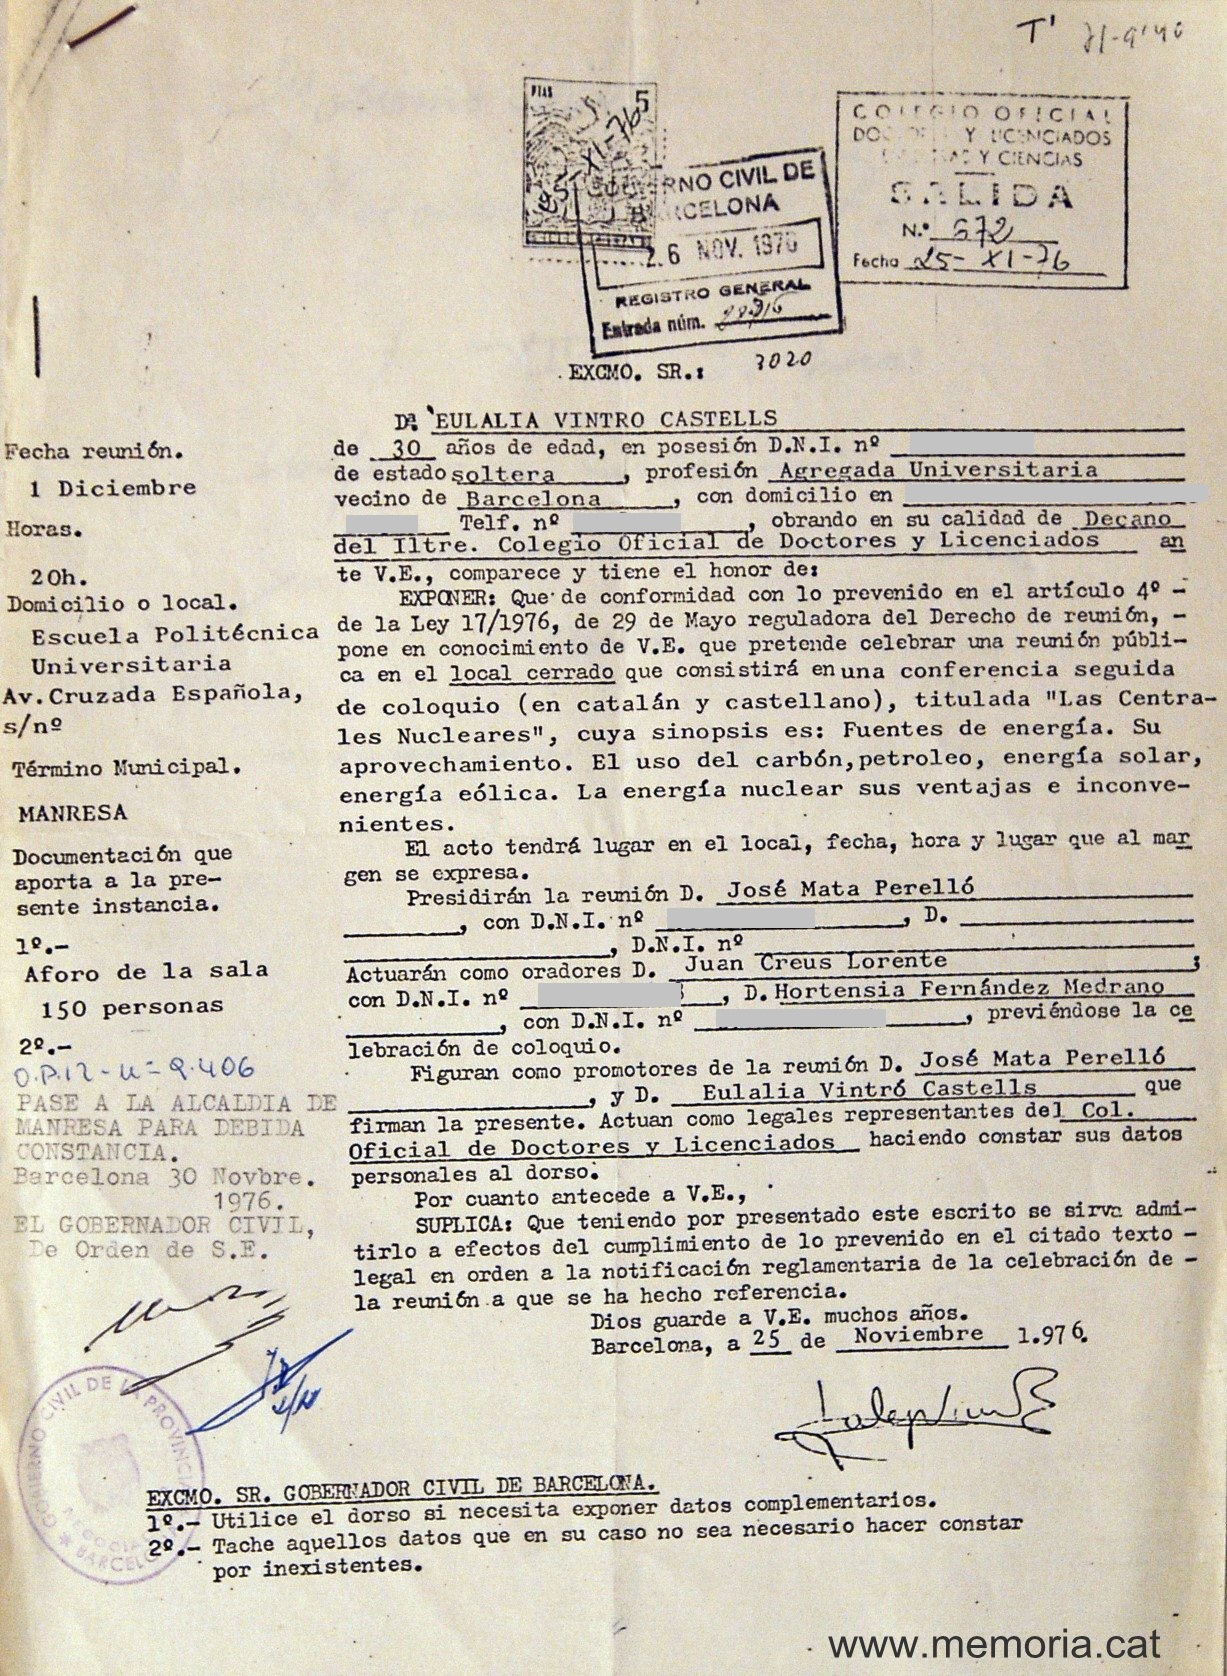 T'
PTAS 5
25-XI-76
GOBIERNO CIVIL DE
BARCELONA
26 NOV. 1976
REGISTRO GENERAL
Entrada núm.
COLEGIO OFICIAL
DOCTORES Y LICENCIADOS
Y CIENCIAS
SALIDA
N.º 672
Fecha 25-XI-76
EXCMO. SR.:
3020
Dª. EULALIA VINTRO CASTELLS
de 30 años de edad, en posesión D.N.I. nº
de estado soltera, profesión Agregada Universitaria
vecino de Barcelona, con domicilio en
Telf. nº , obrando en su calidad de Decano
del Iltre. Colegio Oficial de Doctores y Licenciados an
te V.E., comparece y tiene el honor de:
EXPONER: Que de conformidad con lo prevenido en el artículo 4º -
de la Ley 17/1976, de 29 de Mayo reguladora del Derecho de reunión, -
pone en conocimiento de V.E. que pretende celebrar una reunión públi-
ca en el local cerrado que consistirá en una conferencia seguida
de coloquio (en catalán y castellano), titulada "Las Centra-
les Nucleares", cuya sinopsis es: Fuentes de energía. Su
aprovechamiento. El uso del carbón, petroleo, energía solar,
energía eólica. La energía nuclear sus ventajas e inconve-
nientes.
El acto tendrá lugar en el local, fecha, hora y lugar que al mar
gen se expresa.
Presidirán la reunión D. José Mata Perelló
, con D.N.I. nº , D.
, D.N.I. nº
Actuarán como oradores D. Juan Creus Lorente ;
con D.N.I. nº , D. Hortensia Fernández Medrano
, con D.N.I. nº , previéndose la ce
lebración de coloquio.
Figuran como promotores de la reunión D. José Mata Perelló
, y D. Eulalia Vintró Castells que
firman la presente. Actuan como legales representantes del Col.
Oficial de Doctores y Licenciados haciendo constar sus datos
personales al dorso.
Por cuanto antecede a V.E.,
SUPLICA: Que teniendo por presentado este escrito se sirva admi-
tirlo a efectos del cumplimiento de lo prevenido en el citado texto -
legal en orden a la notificación reglamentaria de la celebración de -
la reunión a que se ha hecho referencia.
Dios guarde a V.E. muchos años.
Barcelona, a 25 de Noviembre 1.976.
Fecha reunión.
1 Diciembre
Horas.
20h.
Domicilio o local.
Escuela Politécnica
Universitaria
Av. Cruzada Española,
s/nº
Término Municipal.
MANRESA
Documentación que
aporta a la pre-
sente instancia.
1º.-
Aforo de la sala
150 personas
2º.-
PASE A LA ALCALDIA DE
MANRESA PARA DEBIDA
CONSTANCIA.
Barcelona 30 Novbre.
1976.
EL GOBERNADOR CIVIL,
De Orden de S.E.
GOBIERNO CIVIL DE LA PROVINCIA
BARCELONA
EXCMO. SR. GOBERNADOR CIVIL DE BARCELONA.
1º.- Utilice el dorso si necesita exponer datos complementarios.
2º.- Tache aquellos datos que en su caso no sea necesario hacer constar
por inexistentes.
www.memoria.cat